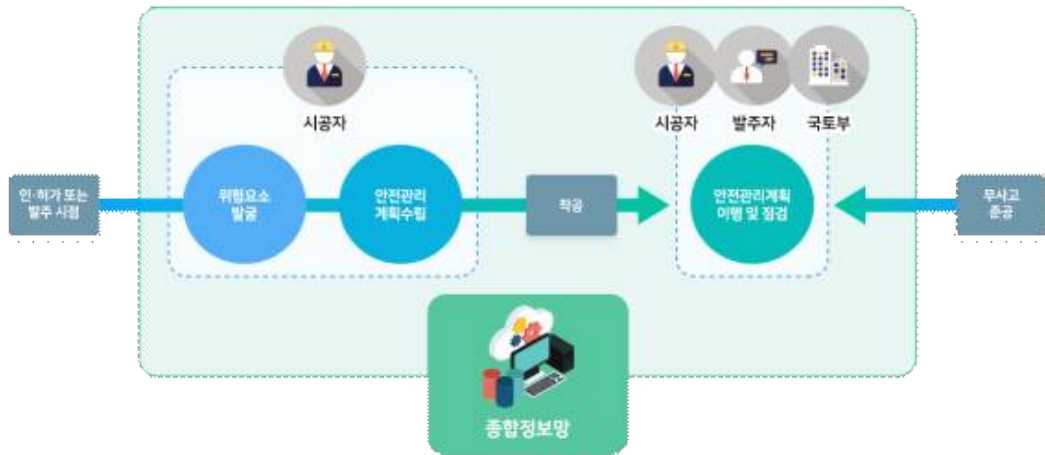 시공자
시공자
발주자
국토부
인·허가 또는
발주 시점
위험요소
발굴
안전관리
계획수립
착공
안전관리계획
이행 및 점검
무사고
준공
종합정보망